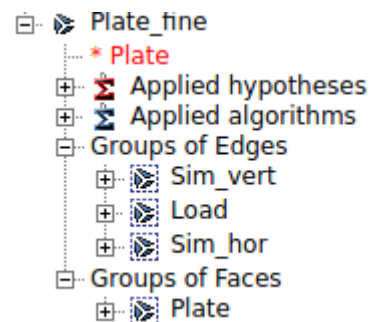 Plate_fine
* Plate
Applied hypotheses
Applied algorithms
Groups of Edges
Sim_vert
Load
Sim_hor
Groups of Faces
Plate